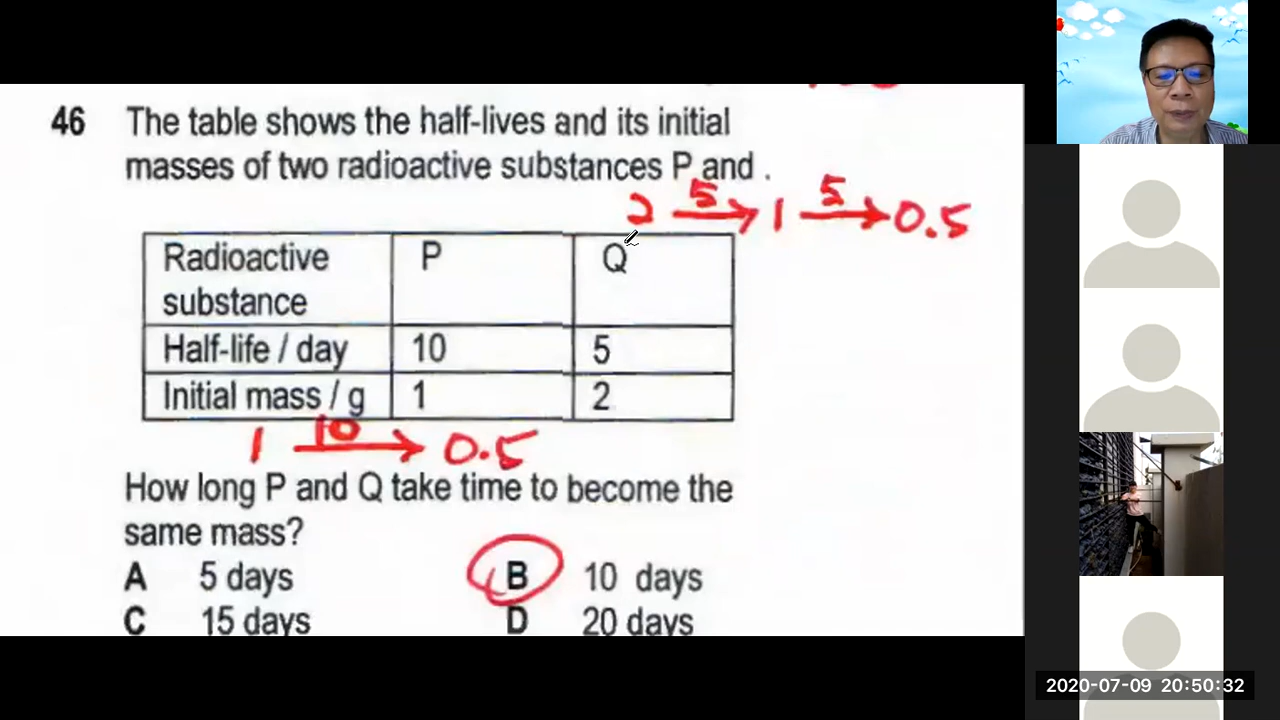 46 The table shows the half-lives and its initial
masses of two radioactive substances P and .
2 5 1 5 0.5
Radioactive substance P Q
Half-life / day 10 5
Initial mass / g 1 2
1 10 0.5
How long P and Q take time to become the
same mass?
A 5 days B 10 days
C 15 days D 20 days
2020-07-09 20:50:32